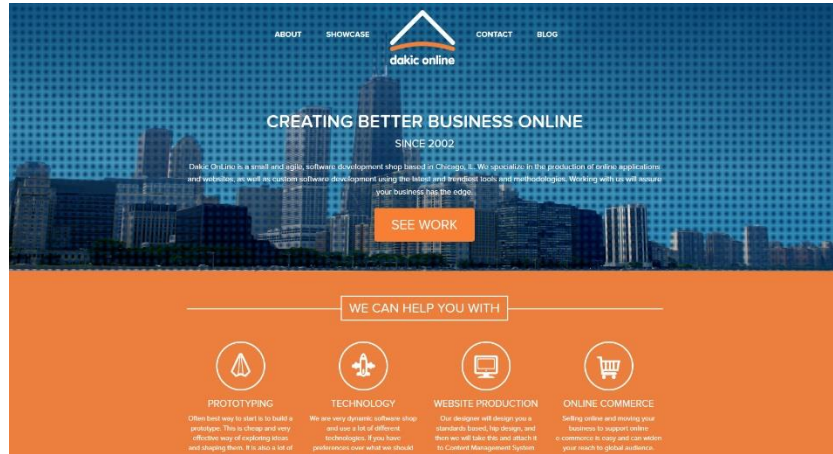 ABOUT SHOWCASE dakic online CONTACT BLOG
CREATING BETTER BUSINESS ONLINE
SINCE 2002
Dakic OnLine is a small and agile, software development shop based in Chicago, IL. We specialize in the production of online applications
and websites, as well as custom software development using the latest and trendiest tools and methodologies. Working with us will assure
your business has the edge.
SEE WORK
WE CAN HELP YOU WITH
PROTOTYPING
Often best way to start is to build a
prototype. This is cheap and very
effective way of exploring ideas
and shaping them. It is also a lot of
TECHNOLOGY
We are very dynamic software shop
and use a lot of different
technologies. If you have
preferences over what we should
WEBSITE PRODUCTION
Our designer will design you a
standards based, hip design, and
then we will take this and attach it
to Content Management System
ONLINE COMMERCE
Selling online and moving your
business to support online
e-commerce is easy and can widen
your reach to global audience.